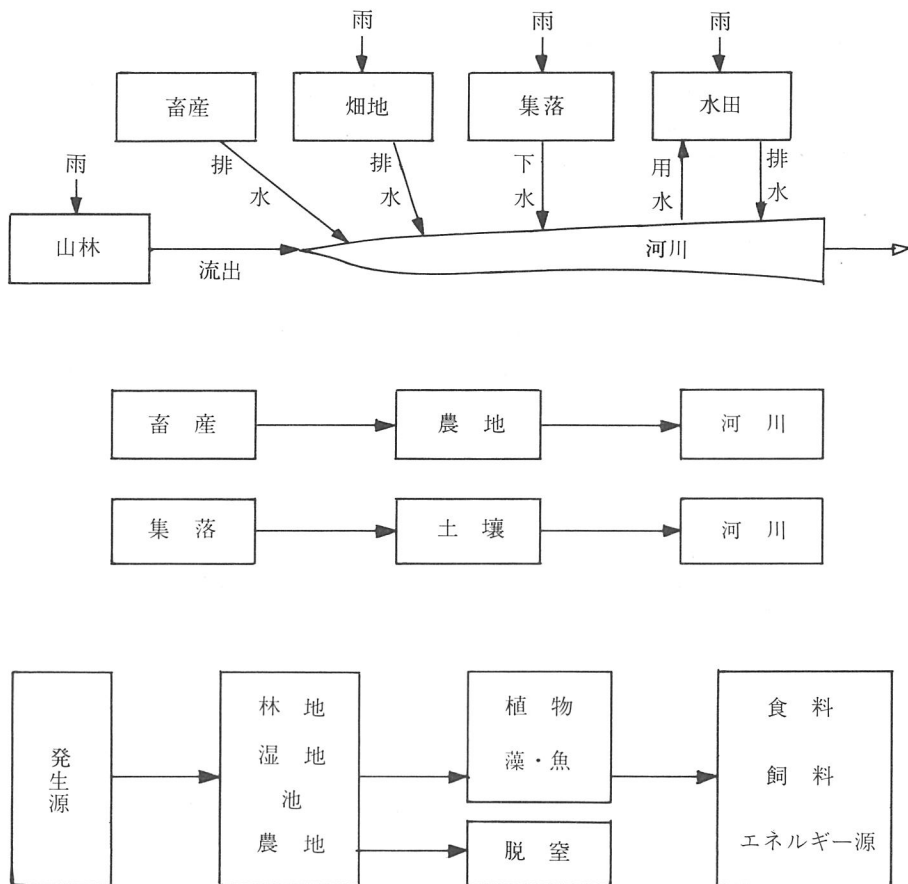 雨 雨 雨
畜産 畑地 集落 水田
雨 排水 排水 下水 用水 排水
山林 河川
流出
畜産 農地 河川
集落 土壌 河川
林地 植物 食料
発生源 湿地 藻・魚 飼料
池
農地 脱窒 エネルギー源